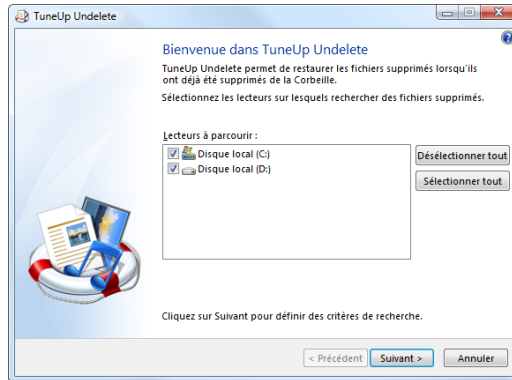 TuneUp Undelete
Bienvenue dans TuneUp Undelete
TuneUp Undelete permet de restaurer les fichiers supprimés lorsqu'ils
ont déjà été supprimés de la Corbeille.
Sélectionnez les lecteurs sur lesquels rechercher des fichiers supprimés.
Lecteurs à parcourir :
Disque local (C:)
Disque local (D:)
Désélectionner tout
Sélectionner tout
Cliquez sur Suivant pour définir des critères de recherche.
< Précédent
Suivant >
Annuler